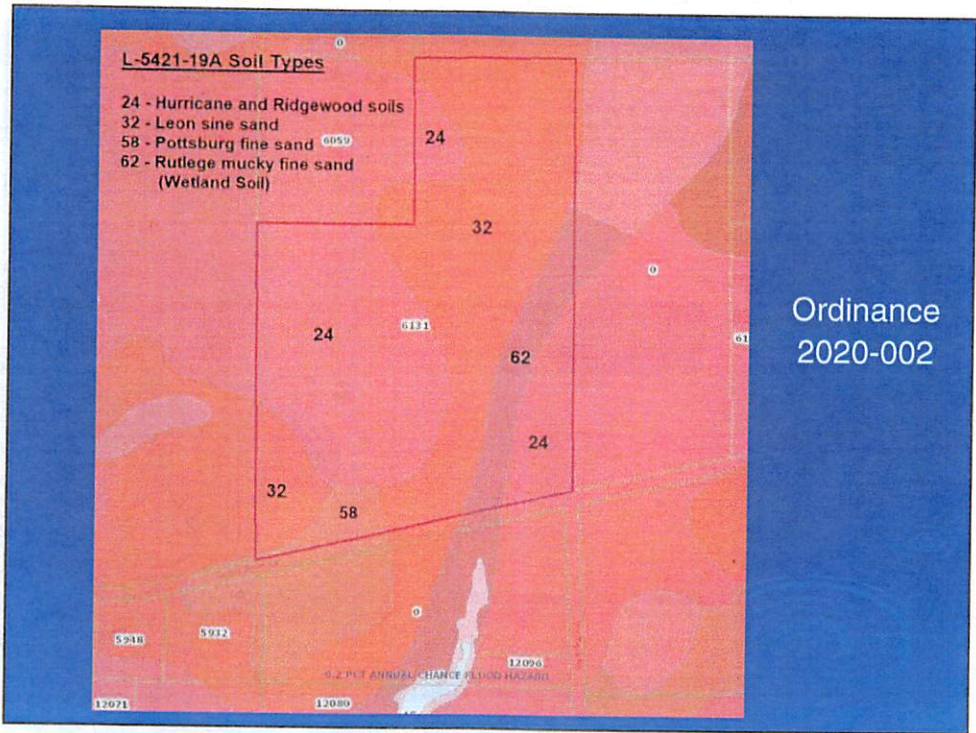 L-5421-19A Soil Types
24 - Hurricane and Ridgewood soils
32 - Leon sine sand
58 - Pottsburg fine sand
62 - Rutlege mucky fine sand
(Wetland Soil)
0
6059
24
32
0
24
6131
61
62
24
32
58
0
5948
5932
12096
0.2 PCT ANNUAL CHANCE FLOOD HAZARD
12071
12080
Ordinance
2020-002